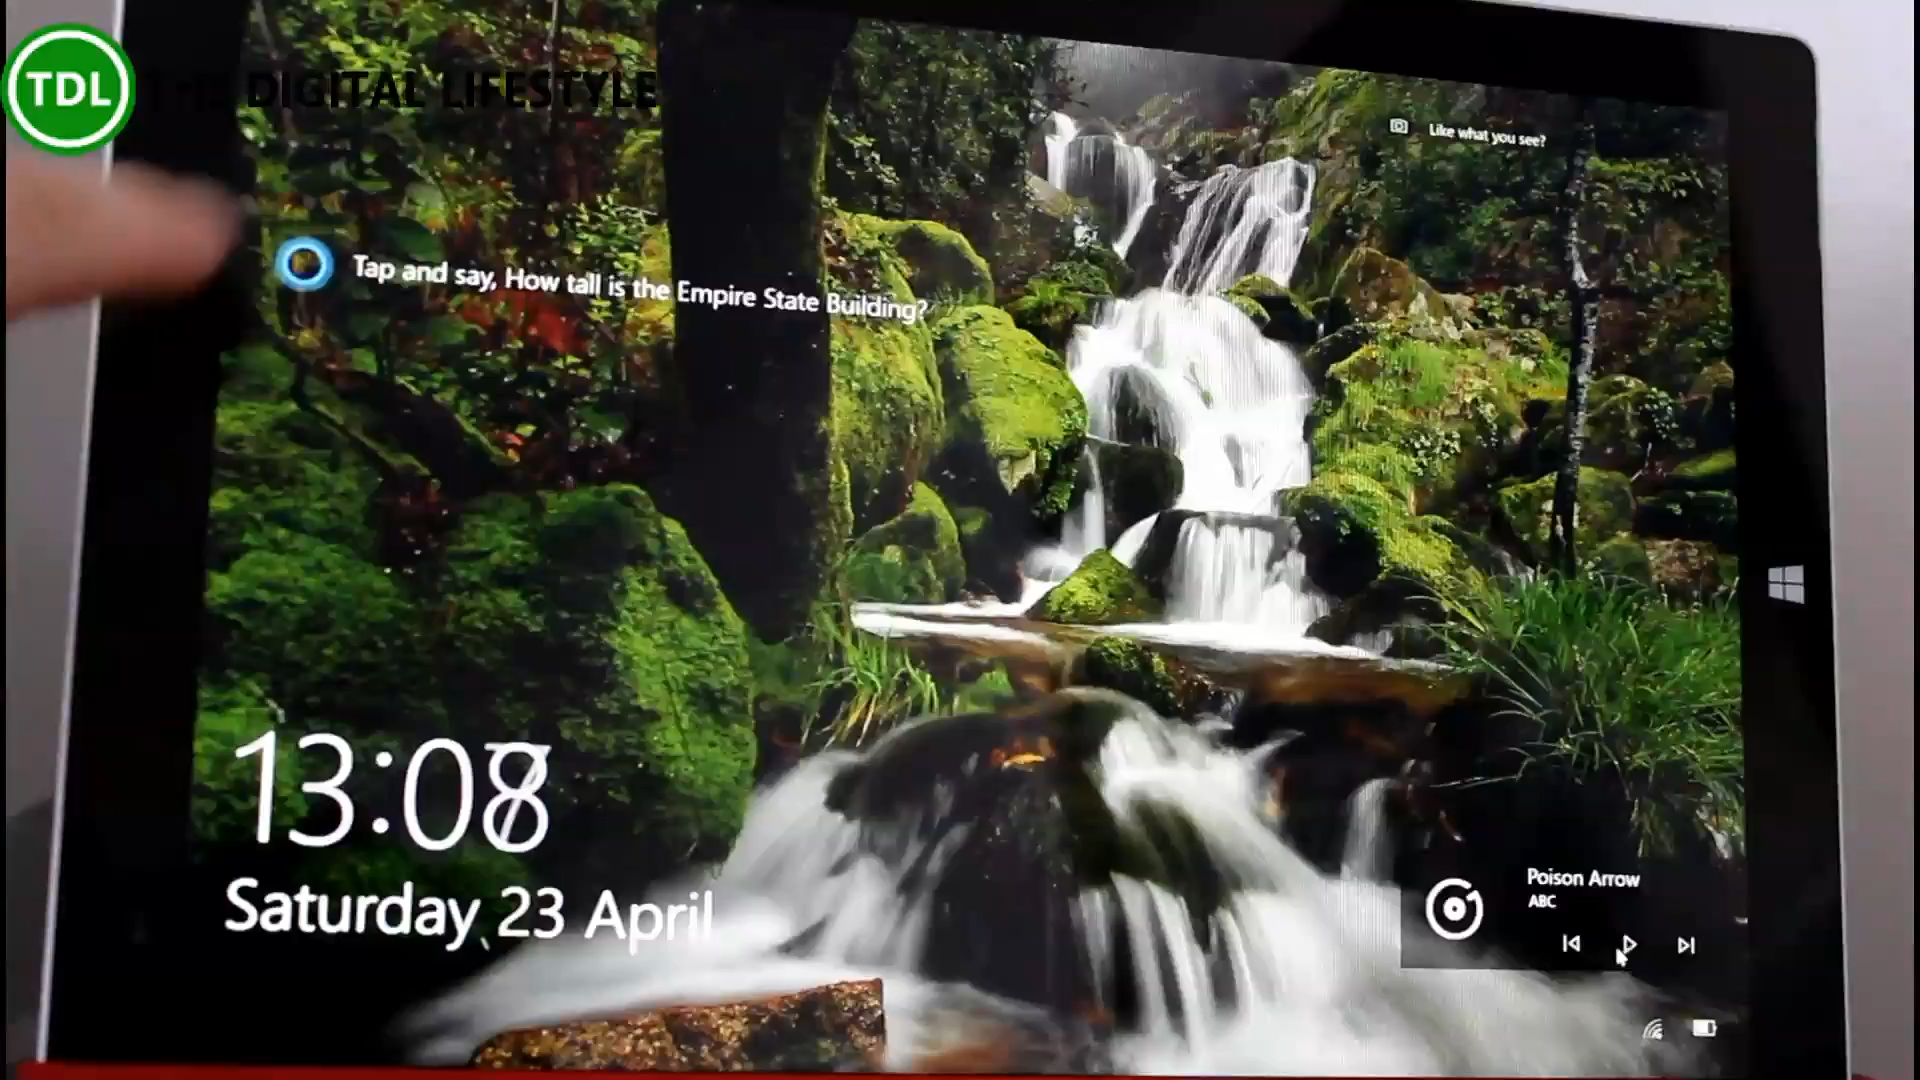 TDL
THE DIGITAL LIFESTYLE
Like what you see?
Tap and say, How tall is the Empire State Building?
13:08
Saturday, 23 April
Poison Arrow
ABC